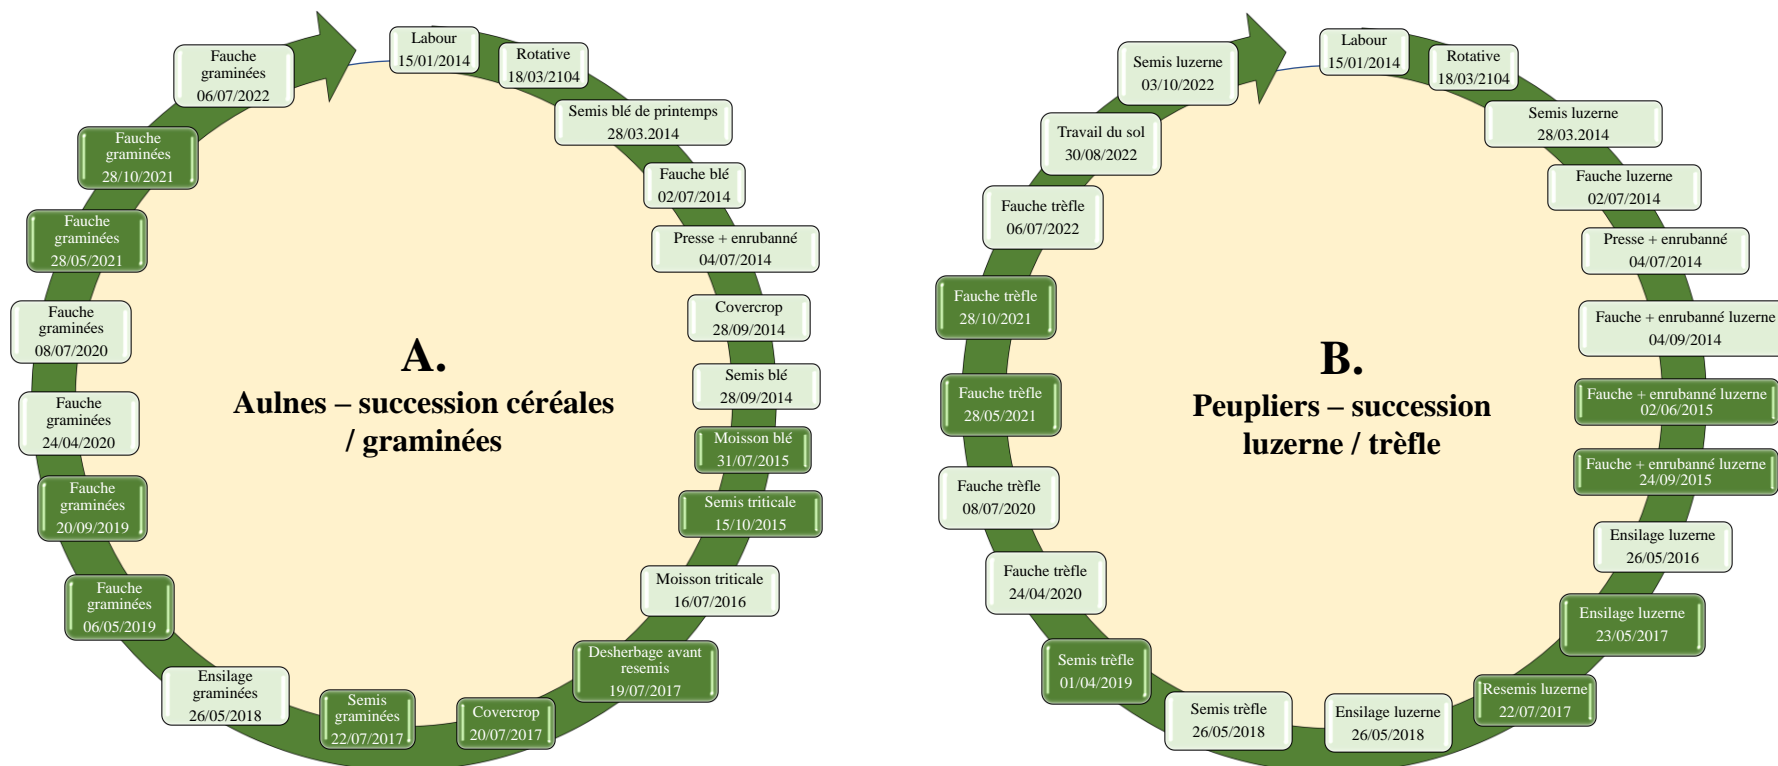 Labour
15/01/2014
Rotative
18/03/2104
Semis blé de printemps
28/03.2014
Fauche blé
02/07/2014
Presse + enrubanné
04/07/2014
Covercrop
28/09/2014
Semis blé
28/09/2014
Moisson blé
31/07/2015
Semis triticale
15/10/2015
Moisson triticale
16/07/2016
Desherbage avant
resemis
19/07/2017
Covercrop
20/07/2017
Semis
graminées
22/07/2017
Ensilage
graminées
26/05/2018
Fauche
graminées
06/05/2019
Fauche
graminées
20/09/2019
Fauche
graminées
24/04/2020
Fauche
graminées
08/07/2020
Fauche
graminées
28/05/2021
Fauche
graminées
28/10/2021
Fauche
graminées
06/07/2022
A.
Aulnes – succession céréales
/ graminées
Labour
15/01/2014
Rotative
18/03/2104
Semis luzerne
28/03.2014
Fauche luzerne
02/07/2014
Presse + enrubanné
04/07/2014
Fauche + enrubanné luzerne
04/09/2014
Fauche + enrubanné luzerne
02/06/2015
Fauche + enrubanné luzerne
24/09/2015
Ensilage luzerne
26/05/2016
Ensilage luzerne
23/05/2017
Resemis luzerne
22/07/2017
Ensilage luzerne
26/05/2018
Semis trèfle
26/05/2018
Semis trèfle
01/04/2019
Fauche trèfle
24/04/2020
Fauche trèfle
08/07/2020
Fauche trèfle
28/05/2021
Fauche trèfle
28/10/2021
Fauche trèfle
06/07/2022
Travail du sol
30/08/2022
Semis luzerne
03/10/2022
B.
Peupliers – succession
luzerne / trèfle